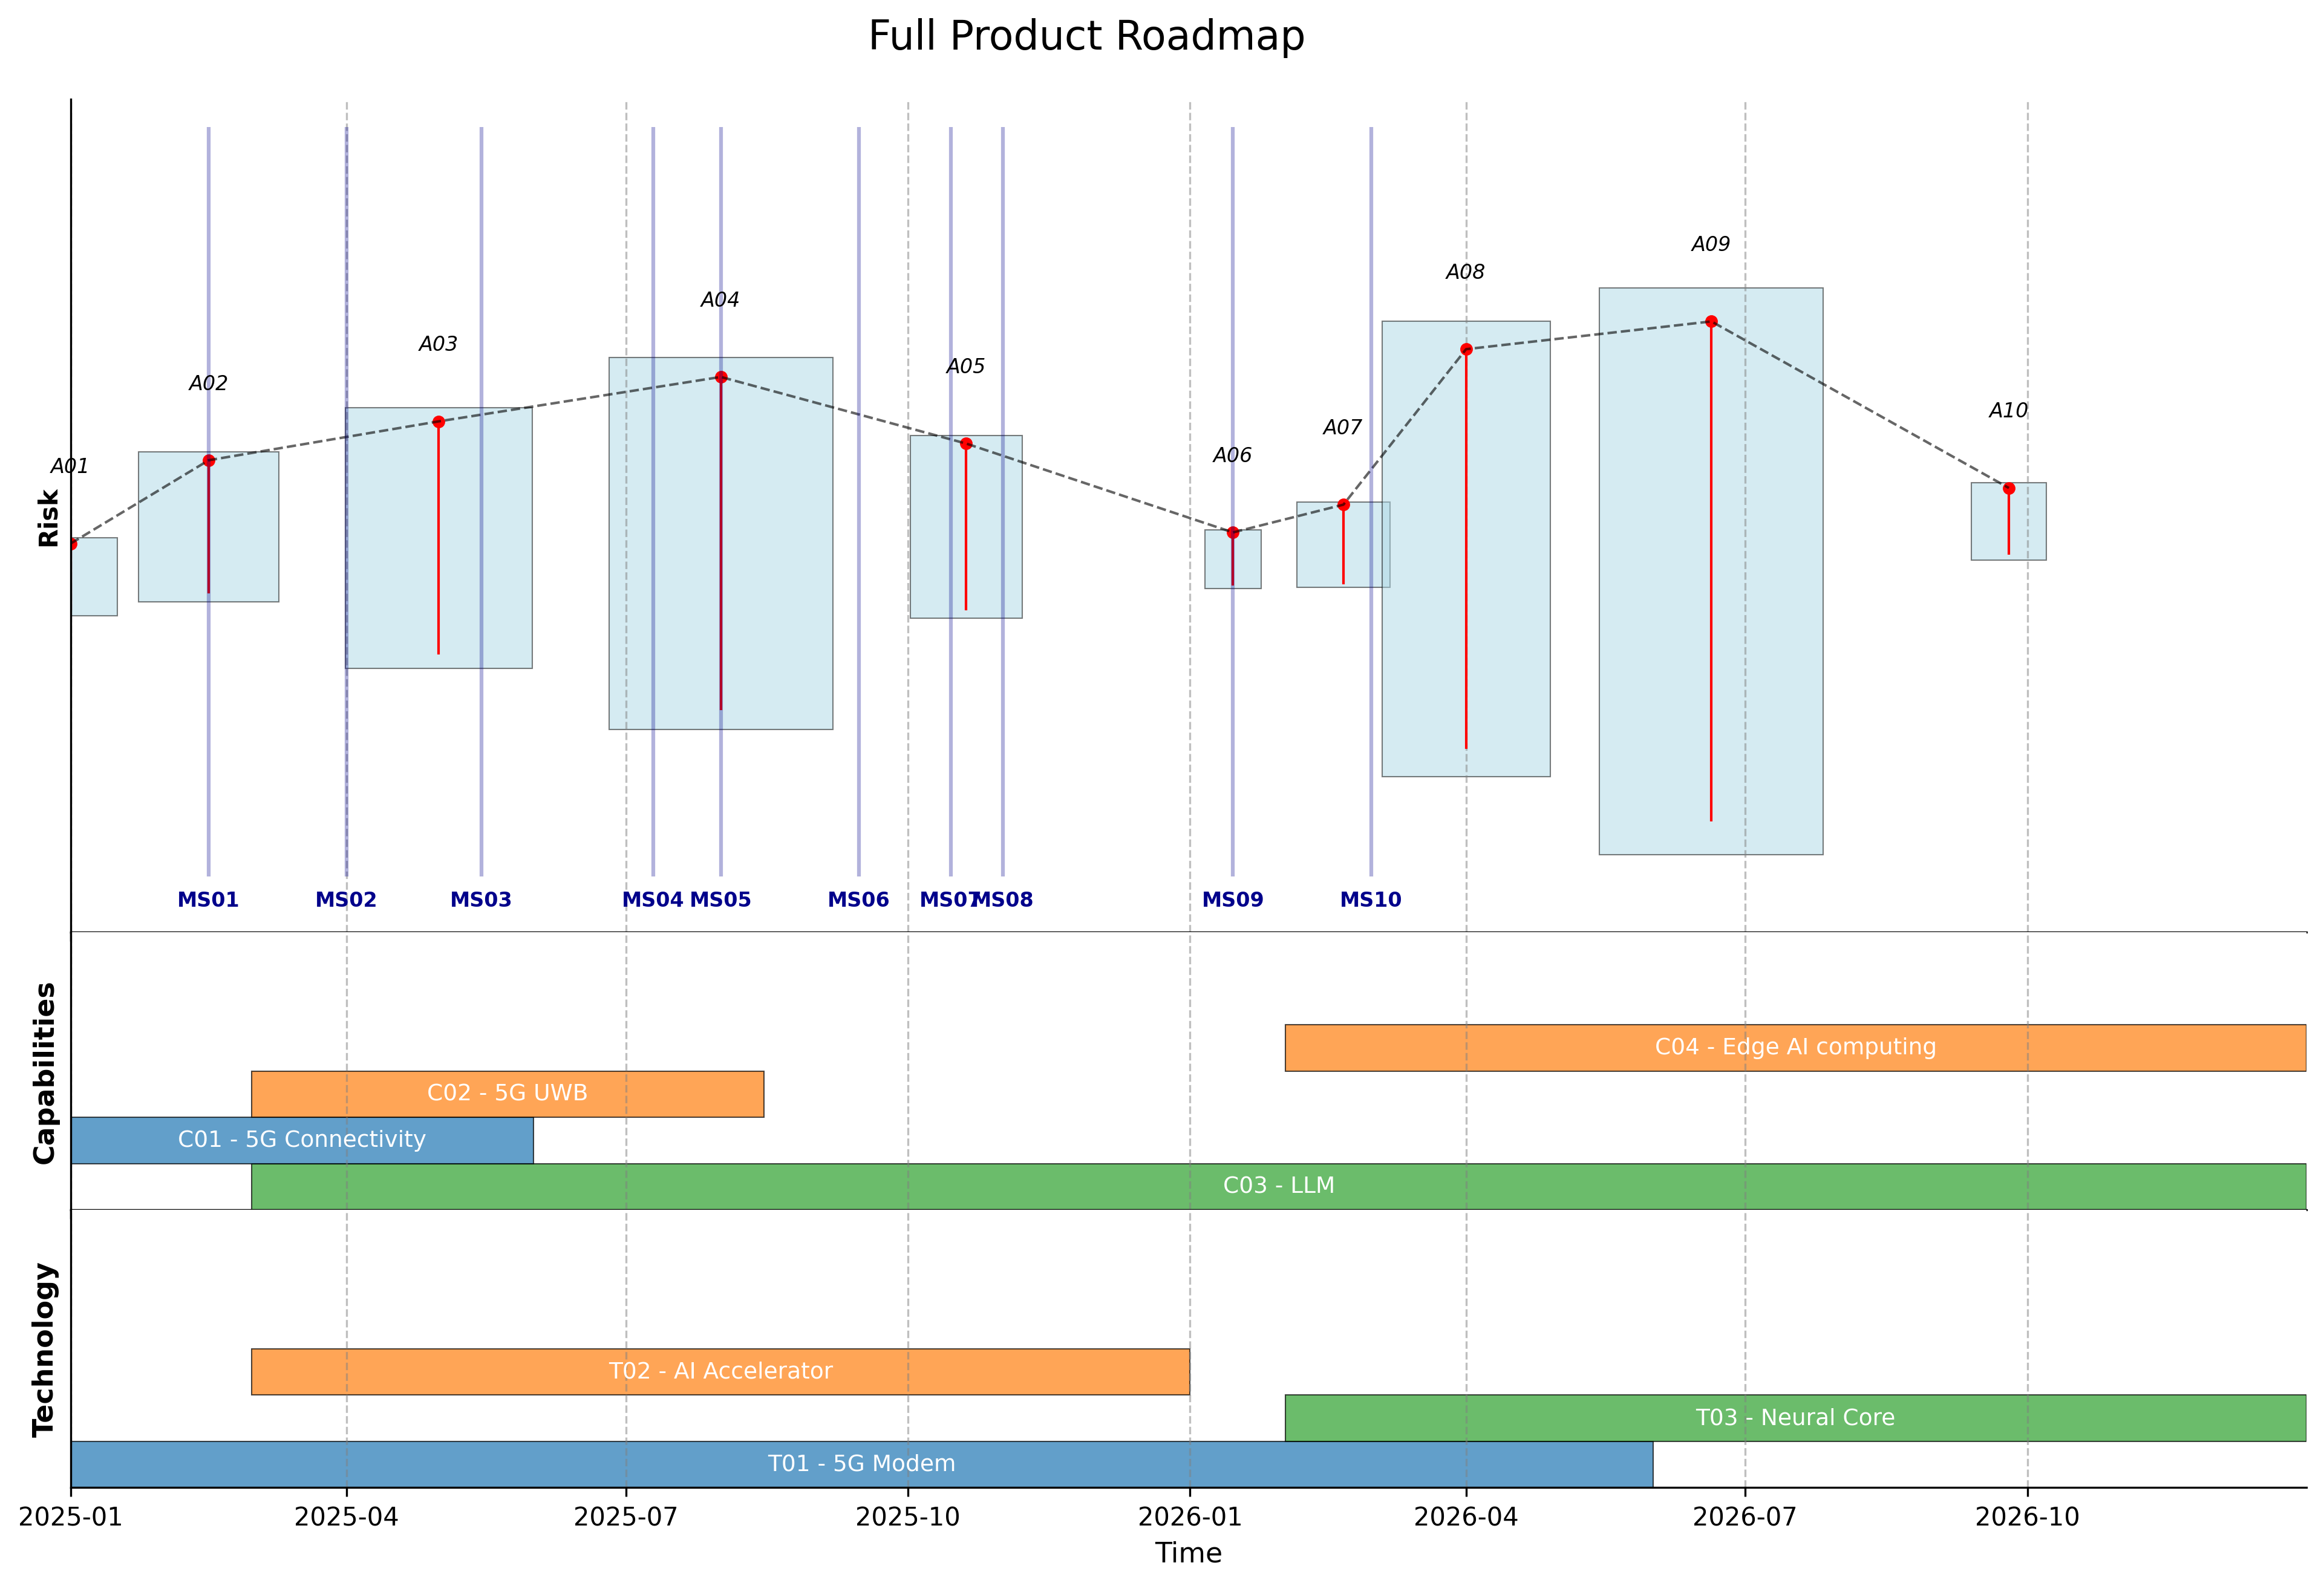 Full Product Roadmap
Risk
A01
A02
A03
A04
A05
A06
A07
A08
A09
A10
MS01
MS02
MS03
MS04
MS05
MS06
MS07
MS08
MS09
MS10
Capabilities
C04 - Edge AI computing
C02 - 5G UWB
C01 - 5G Connectivity
C03 - LLM
Technology
T02 - AI Accelerator
T03 - Neural Core
T01 - 5G Modem
2025-01
2025-04
2025-07
2025-10
2026-01
2026-04
2026-07
2026-10
Time